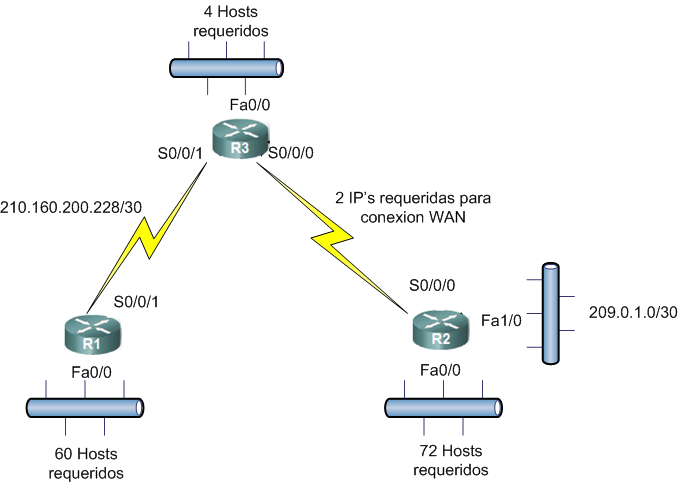 4 Hosts
requeridos
Fa0/0
R3
S0/0/1
S0/0/0
210.160.200.228/30
2 IP's requeridas para
conexion WAN
S0/0/1
S0/0/0
R1
R2
Fa1/0
209.0.1.0/30
Fa0/0
Fa0/0
60 Hosts
requeridos
72 Hosts
requeridos